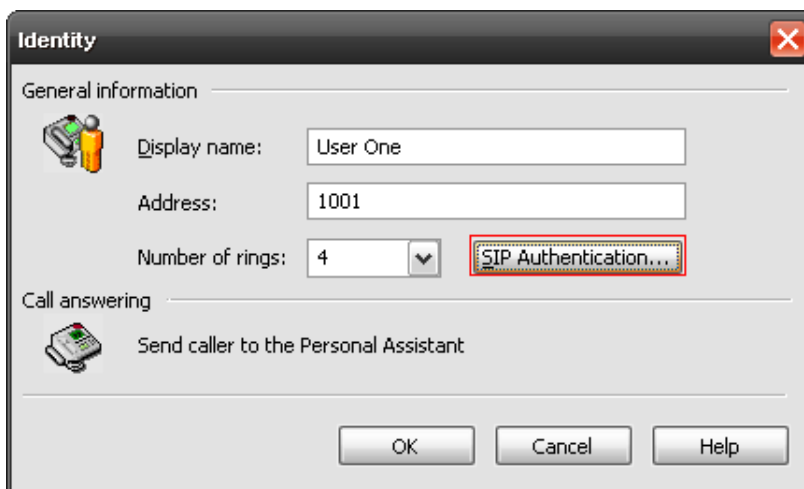 Identity
General information
Display name: User One
Address: 1001
Number of rings: 4 SIP Authentication...
Call answering
Send caller to the Personal Assistant
OK Cancel Help